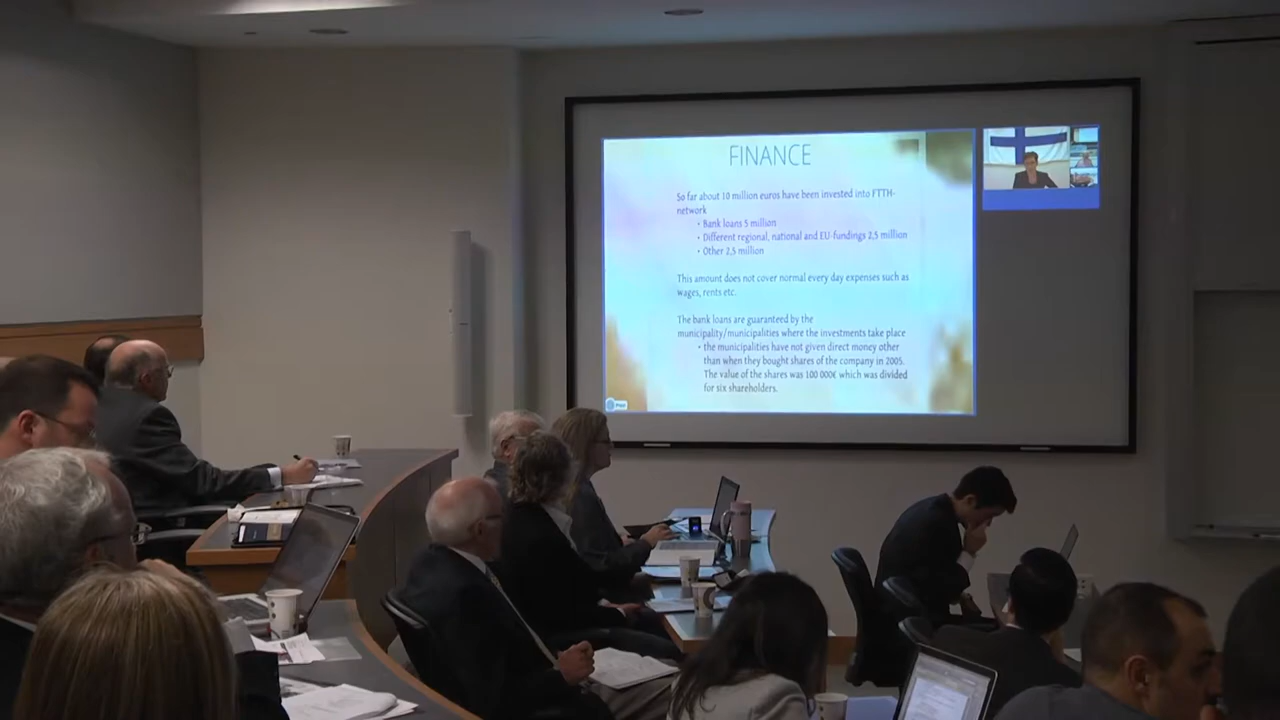 FINANCE
So far about 10 million euros have been invested into FTTH-
network
• Bank loans 5 million
• Different regional, national and EU-fundings 2,5 million
• Other 2,5 million
This amount does not cover normal every day expenses such as
wages, rents etc.
The bank loans are guaranteed by the
municipality/municipalities where the investments take place
• the municipalities have not given direct money other
than when they bought shares of the company in 2005.
The value of the shares was 100 000€ which was divided
for six shareholders.